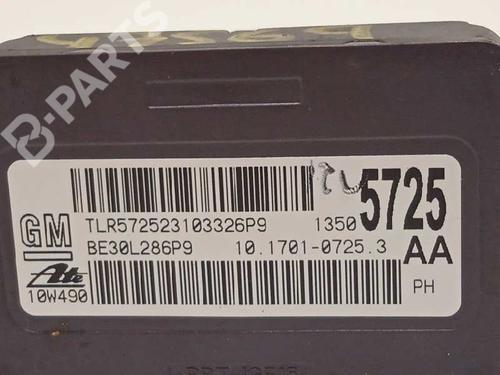 B-PARTS
GM
TLR572523103326P9
1350 5725
BE30L286P9
10.1701-0725.3
AA
Ate
10W490
PH